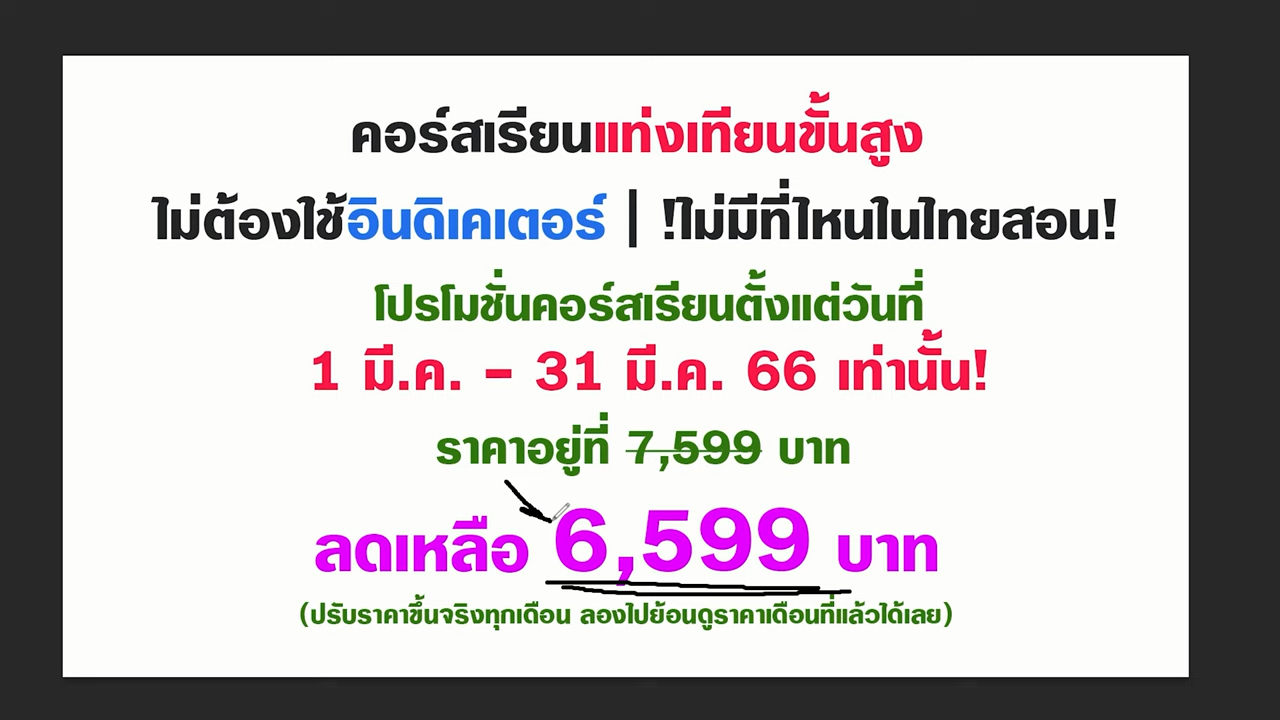 คอร์สเรียนแท่งเทียนขั้นสูง
ไม่ต้องใช้อินดิเคเตอร์ | !ไม่มีที่ไหนในไทยสอน!
โปรโมชั่นคอร์สเรียนตั้งแต่วันที่
1 มี.ค. - 31 มี.ค. 66 เท่านั้น!
ราคาอยู่ที่ 7,599 บาท
ลดเหลือ 6,599 บาท
(ปรับราคาขึ้นจริงทุกเดือน ลองไปย้อนดูราคาเดือนที่แล้วได้เลย)